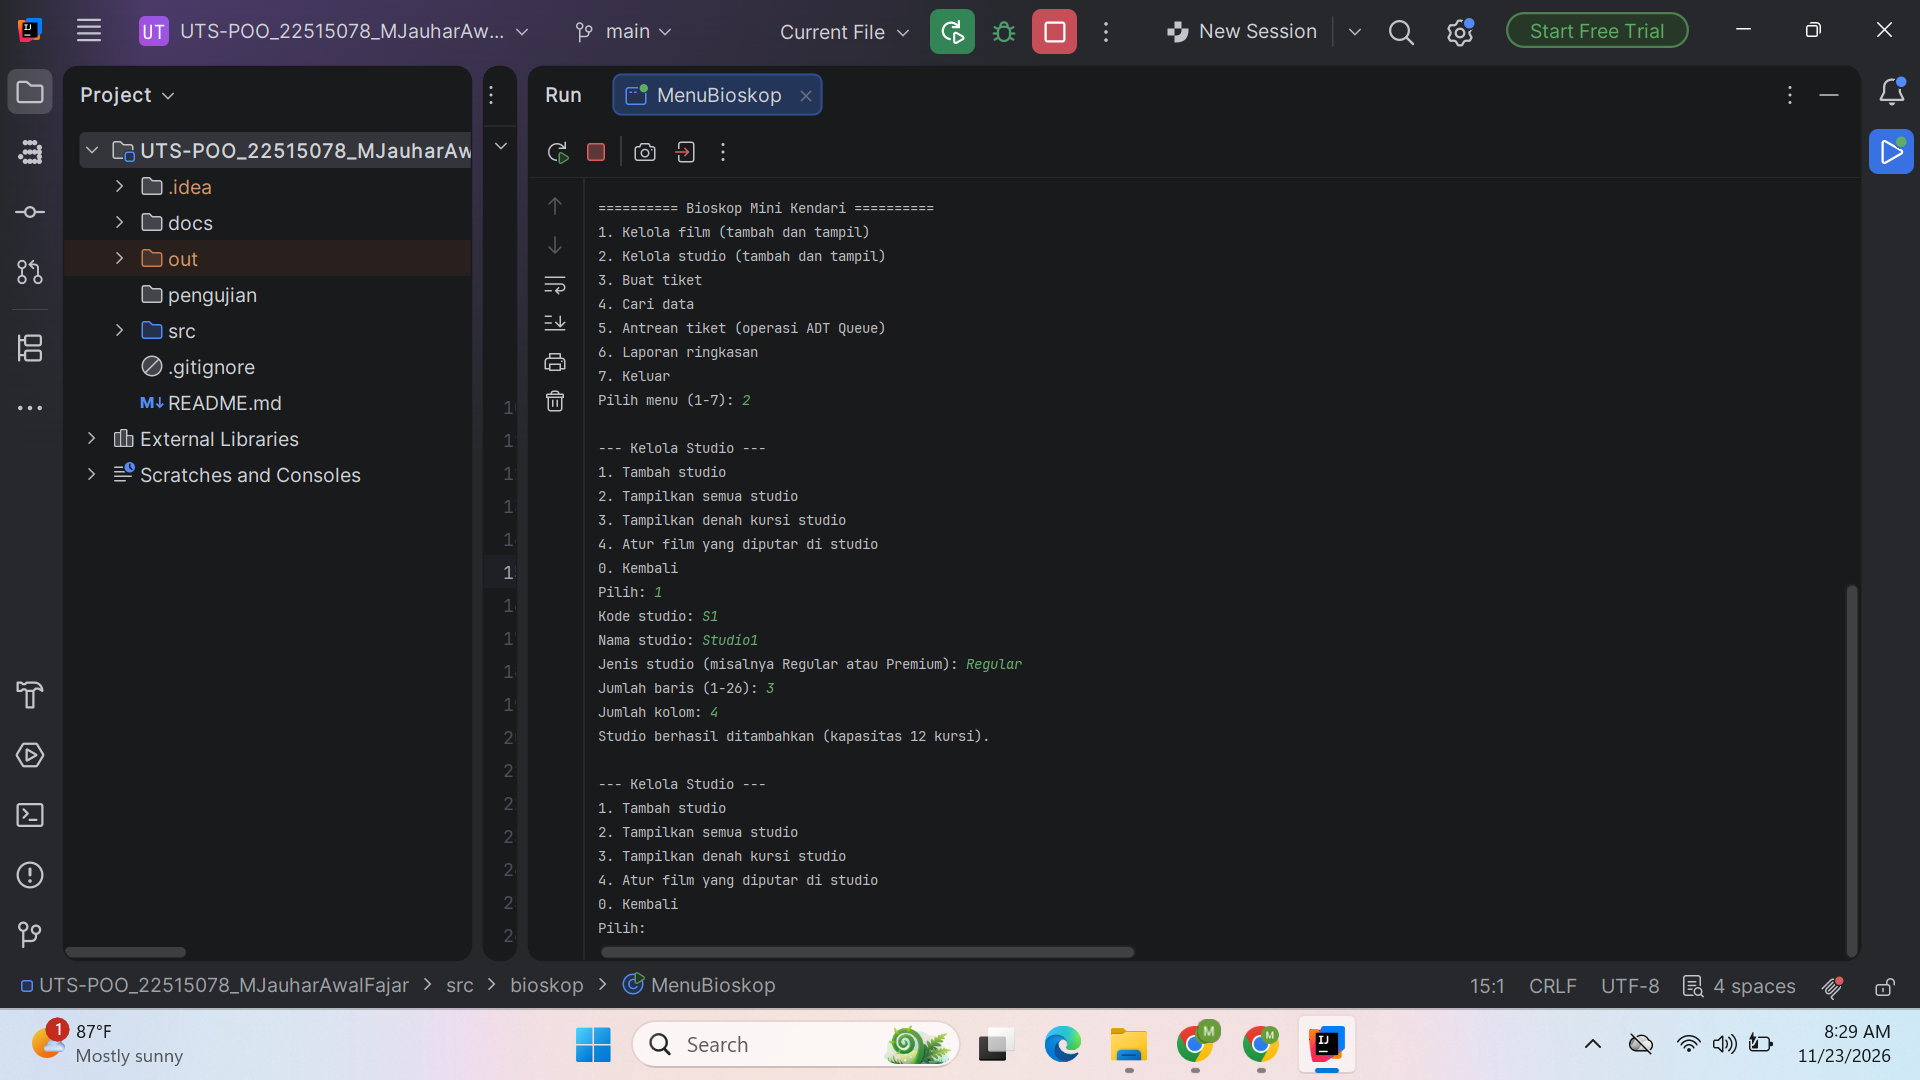 UT UTS-POO_22515078_MJauharAw... main Current File New Session Start Free Trial
Project
UTS-POO_22515078_MJauharAw
.idea
docs
out
pengujian
src
.gitignore
M↓ README.md
External Libraries
Scratches and Consoles
Run MenuBioskop
========== Bioskop Mini Kendari ==========
1. Kelola film (tambah dan tampil)
2. Kelola studio (tambah dan tampil)
3. Buat tiket
4. Cari data
5. Antrean tiket (operasi ADT Queue)
6. Laporan ringkasan
7. Keluar
Pilih menu (1-7): 2
--- Kelola Studio ---
1. Tambah studio
2. Tampilkan semua studio
3. Tampilkan denah kursi studio
4. Atur film yang diputar di studio
0. Kembali
Pilih: 1
Kode studio: S1
Nama studio: Studio1
Jenis studio (misalnya Regular atau Premium): Regular
Jumlah baris (1-26): 3
Jumlah kolom: 4
Studio berhasil ditambahkan (kapasitas 12 kursi).
--- Kelola Studio ---
1. Tambah studio
2. Tampilkan semua studio
3. Tampilkan denah kursi studio
4. Atur film yang diputar di studio
0. Kembali
Pilih:
UTS-POO_22515078_MJauharAwalFajar > src > bioskop > MenuBioskop 15:1 CRLF UTF-8 4 spaces
1 87°F
Mostly sunny
Search
8:29 AM
11/23/2026